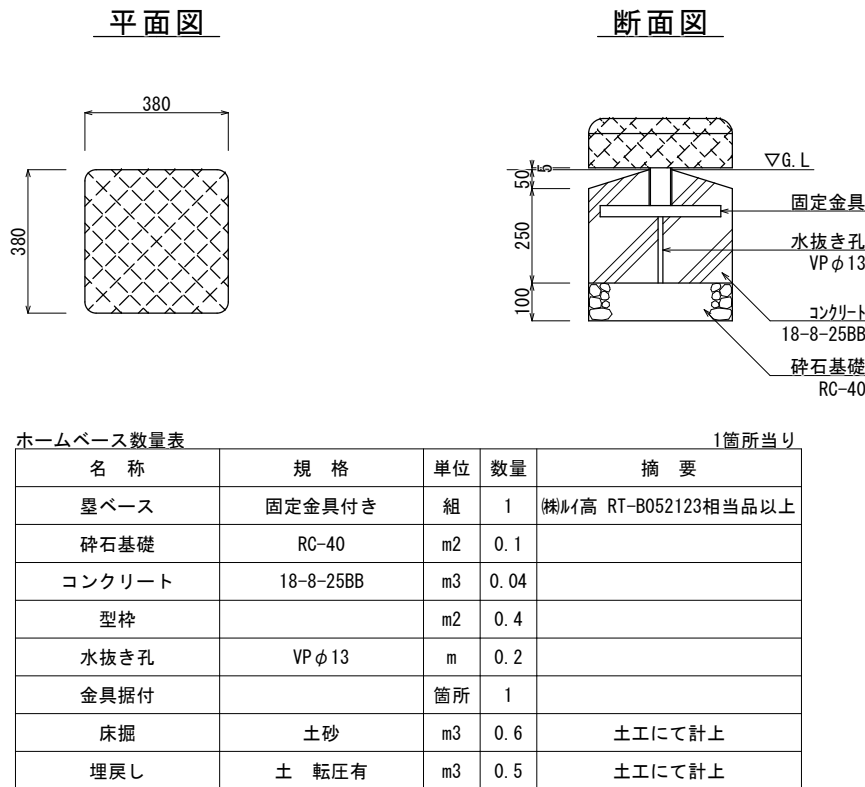 平面図
断面図
380
380
▽G.L
5
50
250
100
固定金具
水抜き孔
VPφ13
コンクリート
18-8-25BB
砕石基礎
RC-40
ホームベース数量表 1箇所当り
名 称 規 格 単位 数量 摘 要
塁ベース 固定金具付き 組 1 ㈱ルイ高 RT-B052123相当品以上
砕石基礎 RC-40 m2 0.1
コンクリート 18-8-25BB m3 0.04
型枠 m2 0.4
水抜き孔 VPφ13 m 0.2
金具据付 箇所 1
床掘 土砂 m3 0.6 土工にて計上
埋戻し 土 転圧有 m3 0.5 土工にて計上